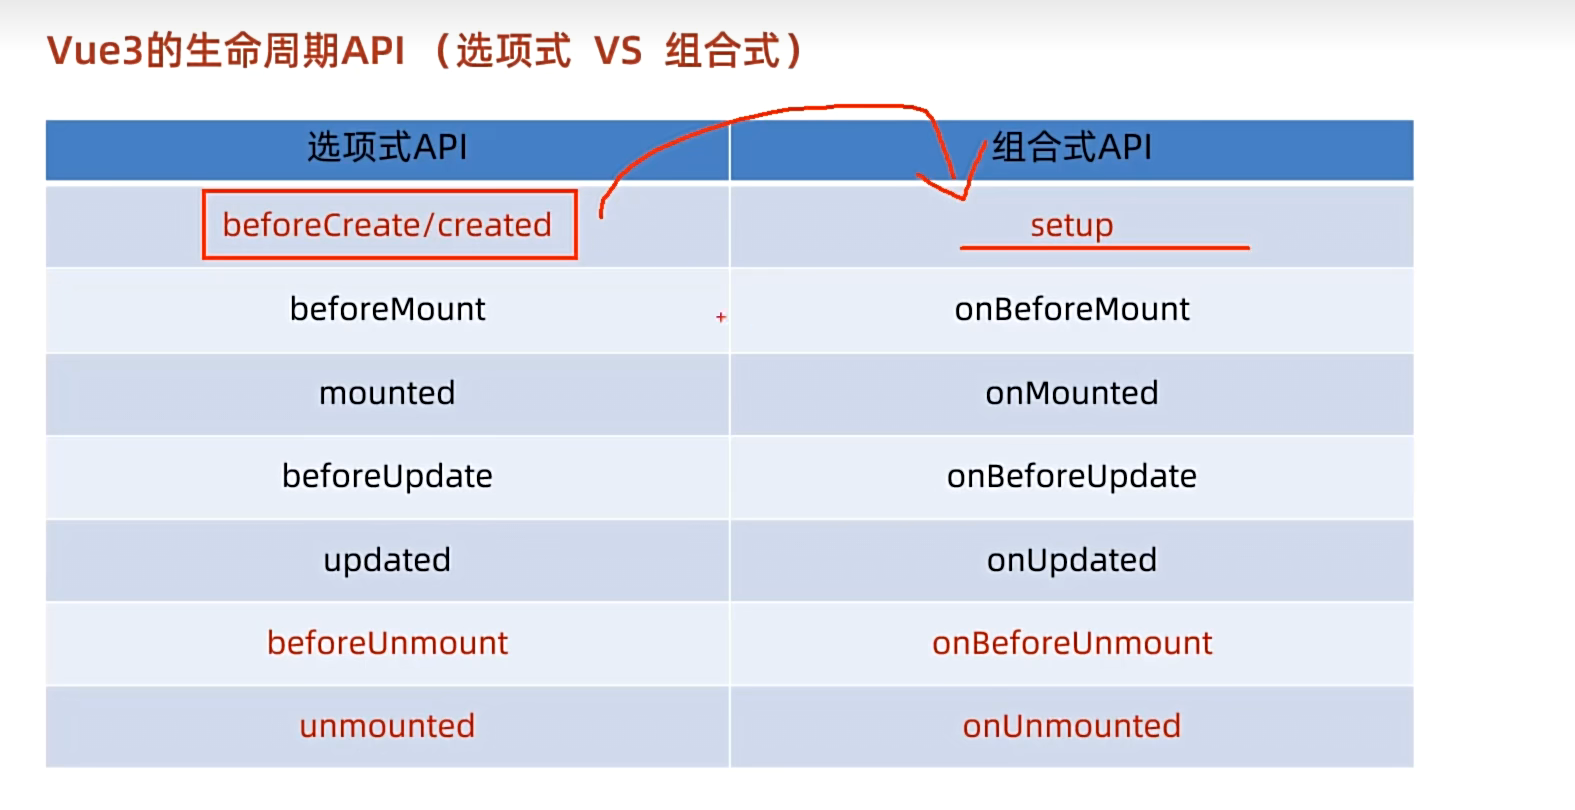 Vue3的生命周期API （选项式 VS 组合式）
选项式API 组合式API
beforeCreate/created setup
beforeMount onBeforeMount
mounted onMounted
beforeUpdate onBeforeUpdate
updated onUpdated
beforeUnmount onBeforeUnmount
unmounted onUnmounted